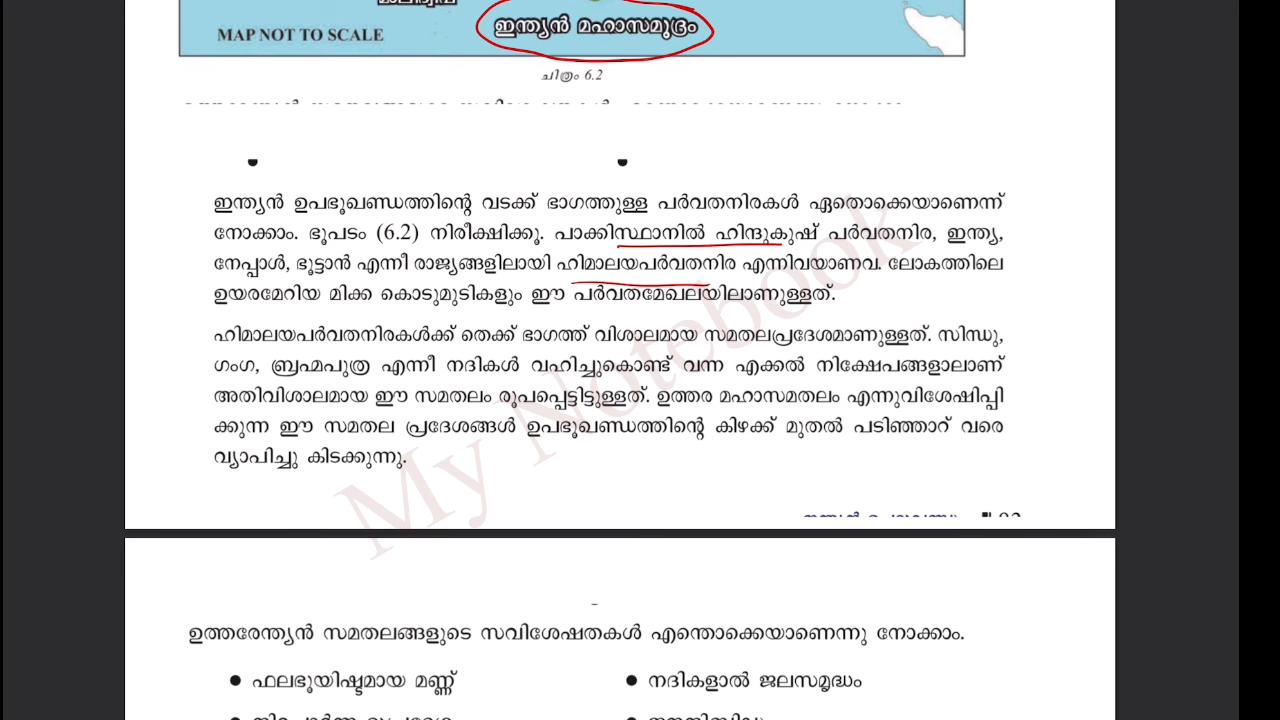 മാലിദ്വീപ്
MAP NOT TO SCALE
ഇന്ത്യൻ മഹാസമുദ്രം
ചിത്രം 6.2
ഇന്ത്യൻ ഉപഭൂഖണ്ഡത്തിന്റെ വടക്ക് ഭാഗത്തുള്ള പർവതനിരകൾ ഏതൊക്കെയാണെന്ന്
നോക്കാം. ഭൂപടം (6.2) നിരീക്ഷിക്കൂ. പാക്കിസ്ഥാനിൽ ഹിന്ദുകുഷ് പർവതനിര, ഇന്ത്യ,
നേപ്പാൾ, ഭൂട്ടാൻ എന്നീ രാജ്യങ്ങളിലായി ഹിമാലയപർവതനിര എന്നിവയാണവ. ലോകത്തിലെ
ഉയരമേറിയ മിക്ക കൊടുമുടികളും ഈ പർവതമേഖലയിലാണുള്ളത്.
ഹിമാലയപർവതനിരകൾക്ക് തെക്ക് ഭാഗത്ത് വിശാലമായ സമതലപ്രദേശമാണുള്ളത്. സിന്ധു,
ഗംഗ, ബ്രഹ്മപുത്ര എന്നീ നദികൾ വഹിച്ചുകൊണ്ട് വന്ന എക്കൽ നിക്ഷേപങ്ങളാലാണ്
അതിവിശാലമായ ഈ സമതലം രൂപപ്പെട്ടിട്ടുള്ളത്. ഉത്തര മഹാസമതലം എന്നുവിശേഷിപ്പി
ക്കുന്ന ഈ സമതല പ്രദേശങ്ങൾ ഉപഭൂഖണ്ഡത്തിന്റെ കിഴക്ക് മുതൽ പടിഞ്ഞാറ് വരെ
വ്യാപിച്ചു കിടക്കുന്നു.
My Notebook
ഉത്തരേന്ത്യൻ സമതലങ്ങളുടെ സവിശേഷതകൾ എന്തൊക്കെയാണെന്നു നോക്കാം.
● ഫലഭൂയിഷ്ടമായ മണ്ണ് ● നദികളാൽ ജലസമൃദ്ധം